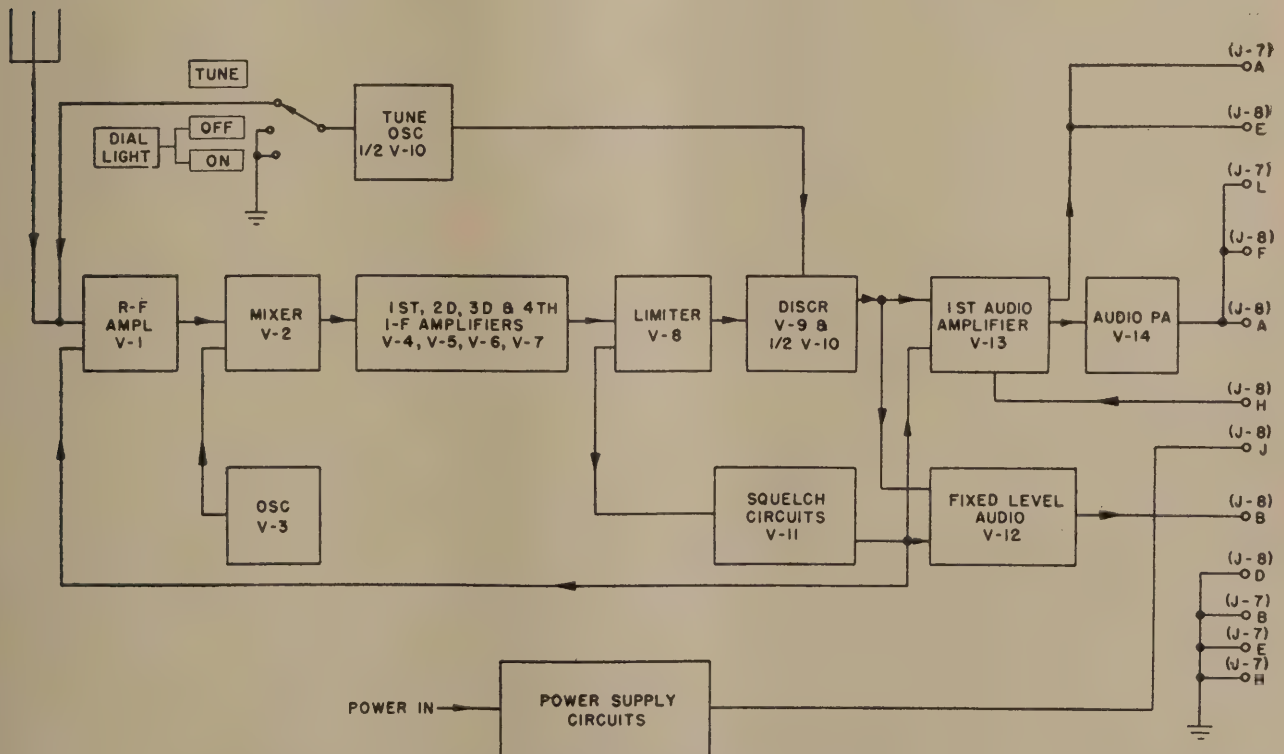 TUNE
DIAL
LIGHT
OFF
ON
TUNE
OSC
1/2 V-10
R-F
AMPL
V-1
MIXER
V-2
1ST, 2D, 3D & 4TH
I-F AMPLIFIERS
V-4, V-5, V-6, V-7
LIMITER
V-8
DISCR
V-9 &
1/2 V-10
1ST AUDIO
AMPLIFIER
V-13
AUDIO PA
V-14
OSC
V-3
SQUELCH
CIRCUITS
V-11
FIXED LEVEL
AUDIO
V-12
POWER IN
POWER SUPPLY
CIRCUITS
(J-7)
A
(J-8)
E
(J-7)
L
(J-8)
F
(J-8)
A
(J-8)
H
(J-8)
J
(J-8)
B
(J-8)
D
(J-7)
B
(J-7)
E
(J-7)
H